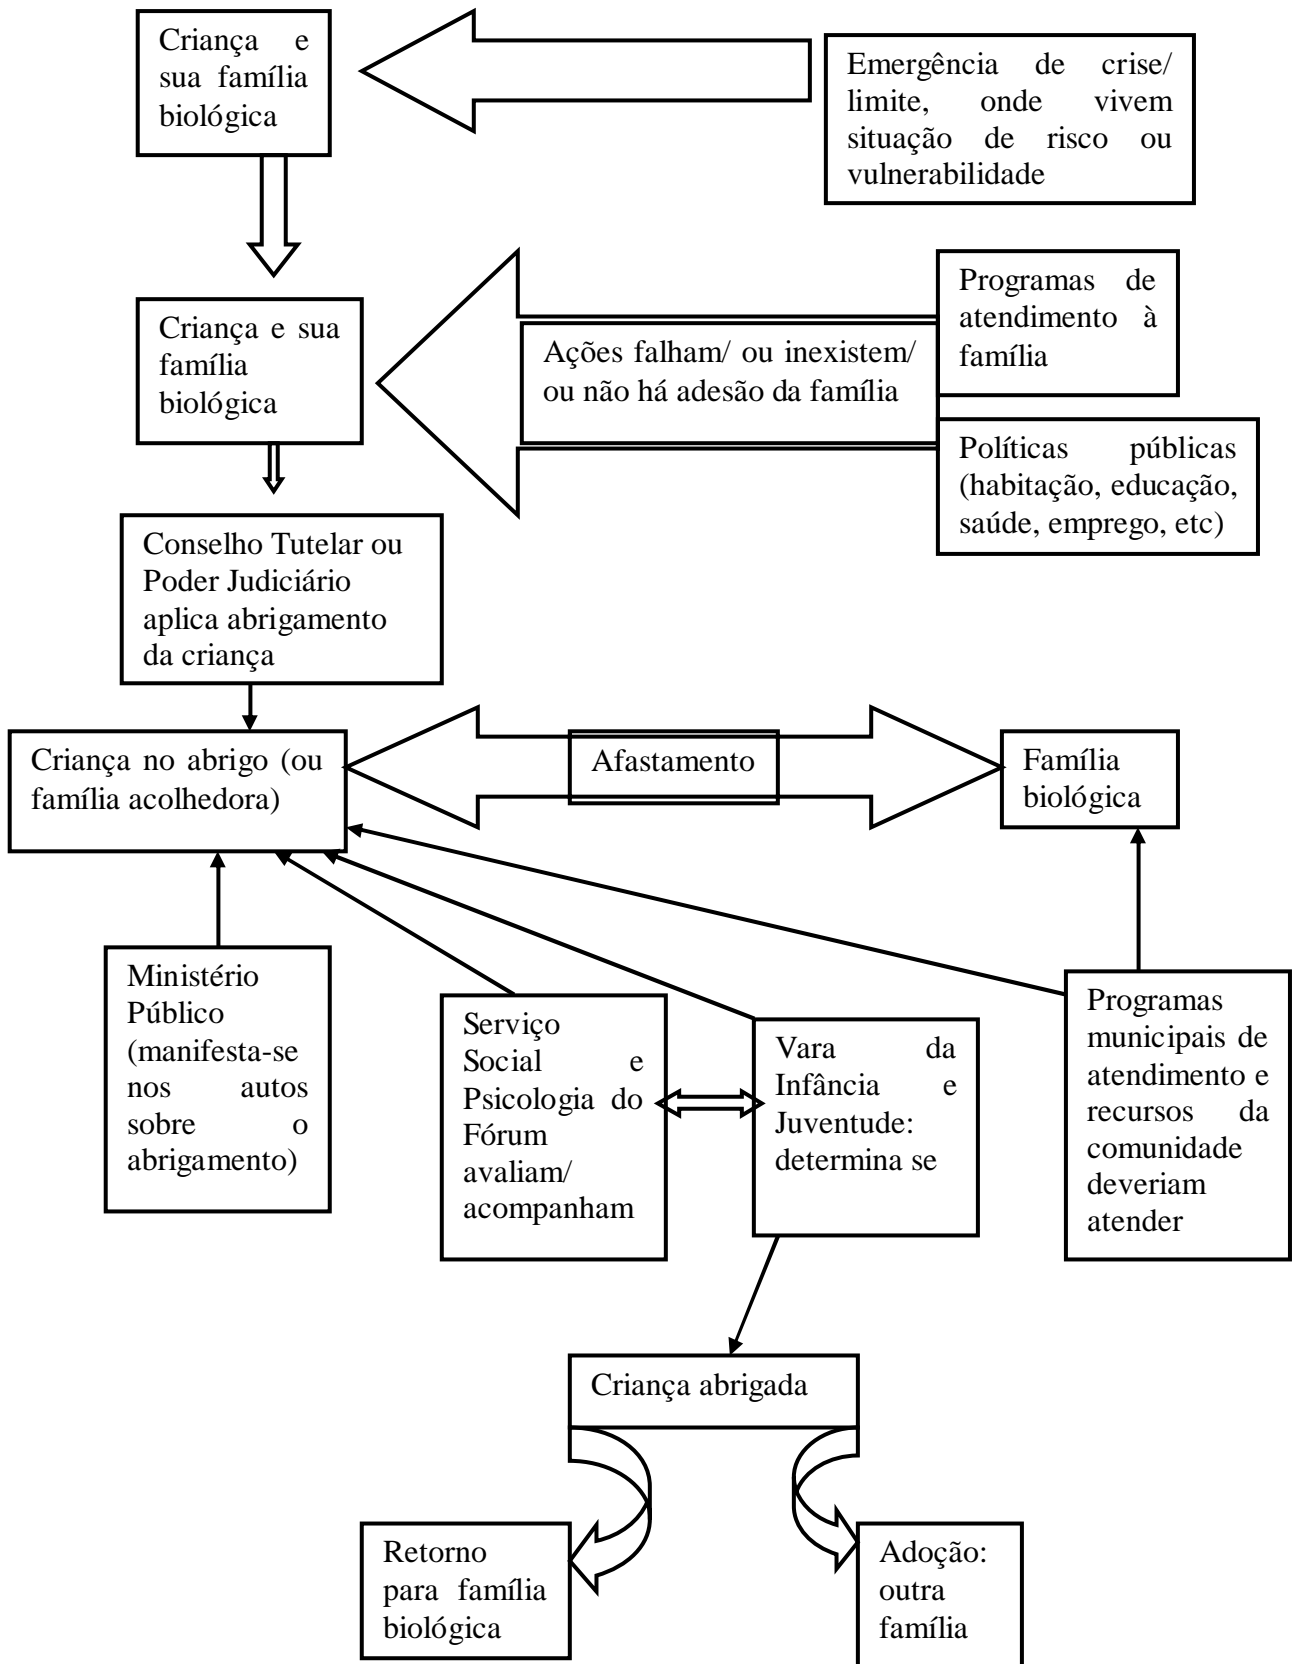 Criança e
sua família
biológica
Emergência de crise/
limite, onde vivem
situação de risco ou
vulnerabilidade
Criança e sua
família
biológica
Ações falham/ ou inexistem/
ou não há adesão da família
Programas de
atendimento à
família
Políticas públicas
(habitação, educação,
saúde, emprego, etc)
Conselho Tutelar ou
Poder Judiciário
aplica abrigamento
da criança
Criança no abrigo (ou
família acolhedora)
Afastamento
Família
biológica
Ministério
Público
(manifesta-se
nos autos
sobre o
abrigamento)
Serviço
Social e
Psicologia do
Fórum
avaliam/
acompanham
Vara da
Infância e
Juventude:
determina se
Programas
municipais de
atendimento e
recursos da
comunidade
deveriam
atender
Criança abrigada
Retorno
para família
biológica
Adoção:
outra
família